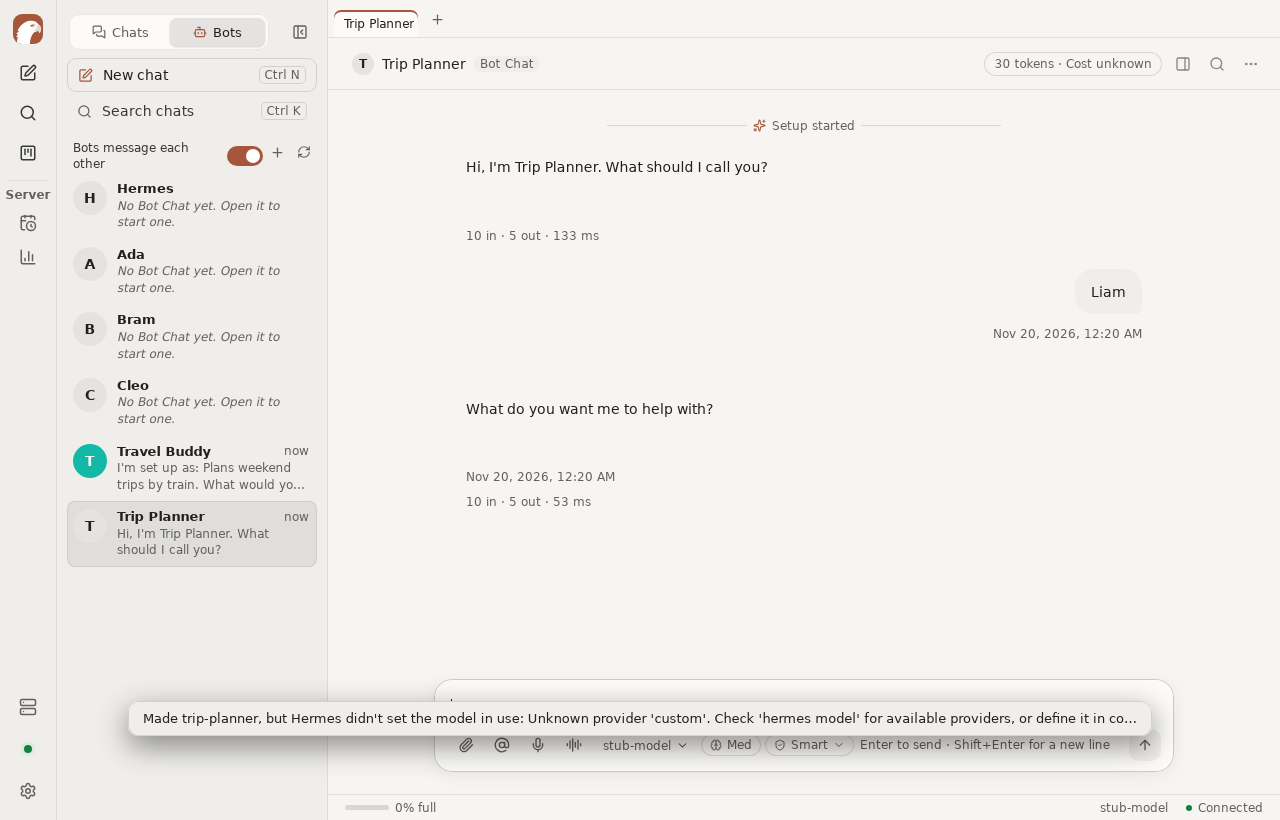 Chats
Bots
New chat
Ctrl N
Search chats
Ctrl K
Bots message each
other
Server
H
Hermes
No Bot Chat yet. Open it to
start one.
A
Ada
No Bot Chat yet. Open it to
start one.
B
Bram
No Bot Chat yet. Open it to
start one.
C
Cleo
No Bot Chat yet. Open it to
start one.
T
Travel Buddy
now
I'm set up as: Plans weekend
trips by train. What would yo…
T
Trip Planner
now
Hi, I'm Trip Planner. What
should I call you?
Trip Planner
T
Trip Planner
Bot Chat
30 tokens · Cost unknown
Setup started
Hi, I'm Trip Planner. What should I call you?
10 in · 5 out · 133 ms
Liam
Nov 20, 2026, 12:20 AM
What do you want me to help with?
Nov 20, 2026, 12:20 AM
10 in · 5 out · 53 ms
Made trip-planner, but Hermes didn't set the model in use: Unknown provider 'custom'. Check 'hermes model' for available providers, or define it in co…
stub-model
Med
Smart
Enter to send · Shift+Enter for a new line
0% full
stub-model
Connected